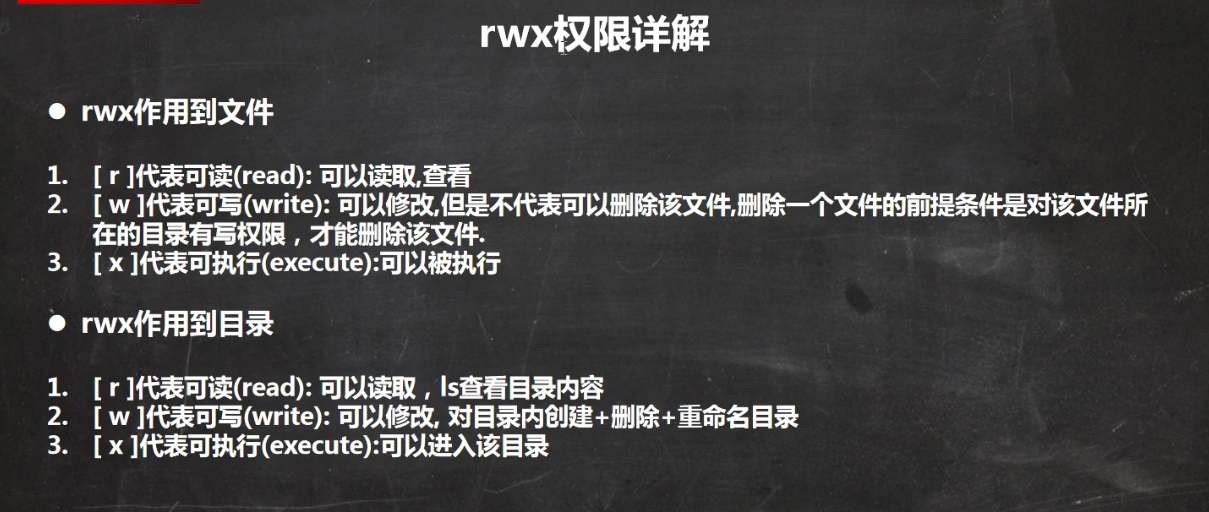 rwx权限详解
● rwx作用到文件
1. [ r ]代表可读(read): 可以读取,查看
2. [ w ]代表可写(write): 可以修改,但是不代表可以删除该文件,删除一个文件的前提条件是对该文件所
在的目录有写权限，才能删除该文件.
3. [ x ]代表可执行(execute):可以被执行
● rwx作用到目录
1. [ r ]代表可读(read): 可以读取，ls查看目录内容
2. [ w ]代表可写(write): 可以修改, 对目录内创建+删除+重命名目录
3. [ x ]代表可执行(execute):可以进入该目录